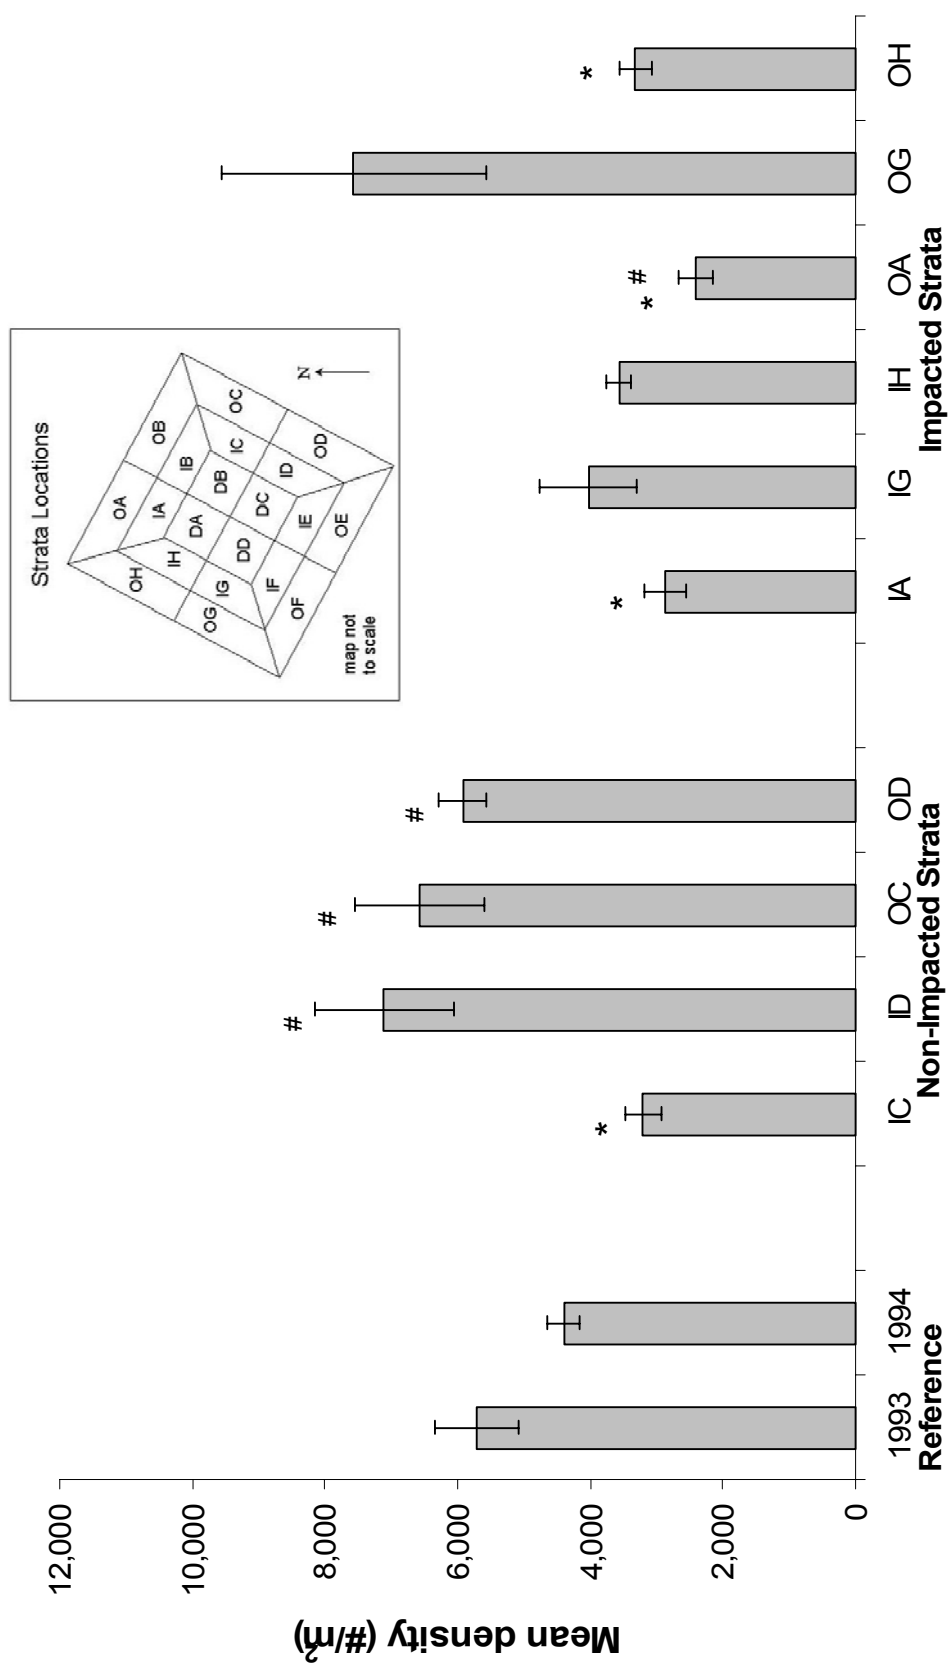 Mean density (#/m²)
12,000
10,000
8,000
6,000
4,000
2,000
0
Strata Locations
OA
OB
OH
IA
IB
OC
IH
DA
DB
IC
OG
IG
DD
DC
ID
OD
IF
IE
OF
OE
N
map not
to scale
*
#
#
#
*
*
#
*
1993 1994 IC ID OC OD IA IG IH OA OG OH
Reference Non-Impacted Strata Impacted Strata